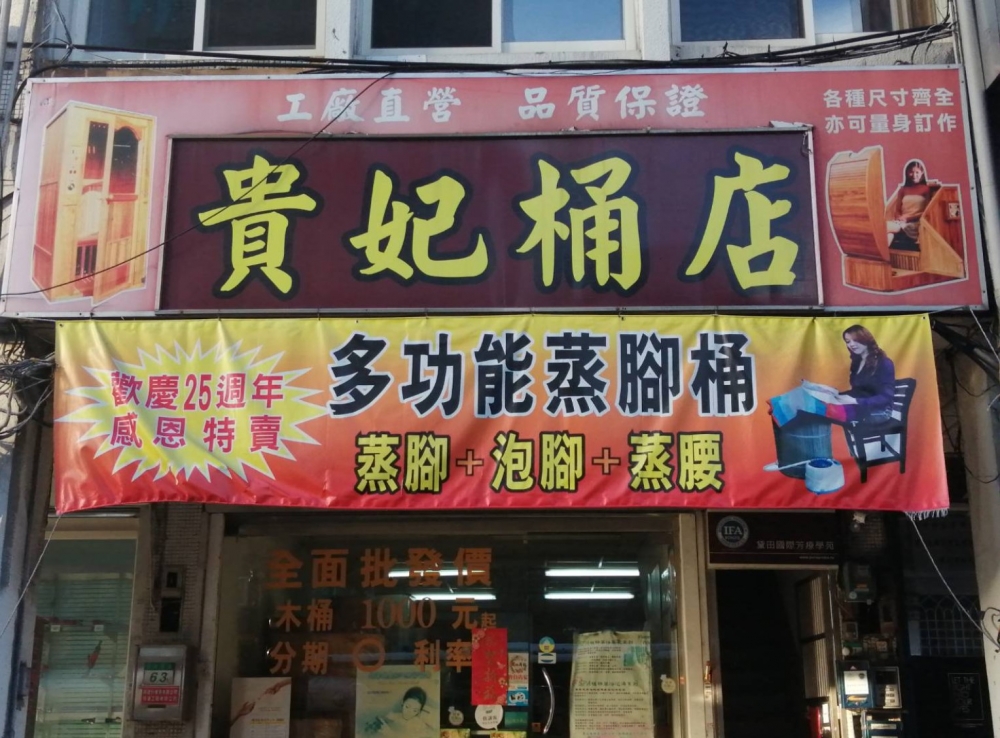 工廠直營　品質保證
各種尺寸齊全
亦可量身訂作
貴妃桶店
歡慶25週年
感恩特賣
多功能蒸腳桶
蒸腳+泡腳+蒸腰
IFA
全面批發價
木桶 1000元起
分期 〇 利率
63